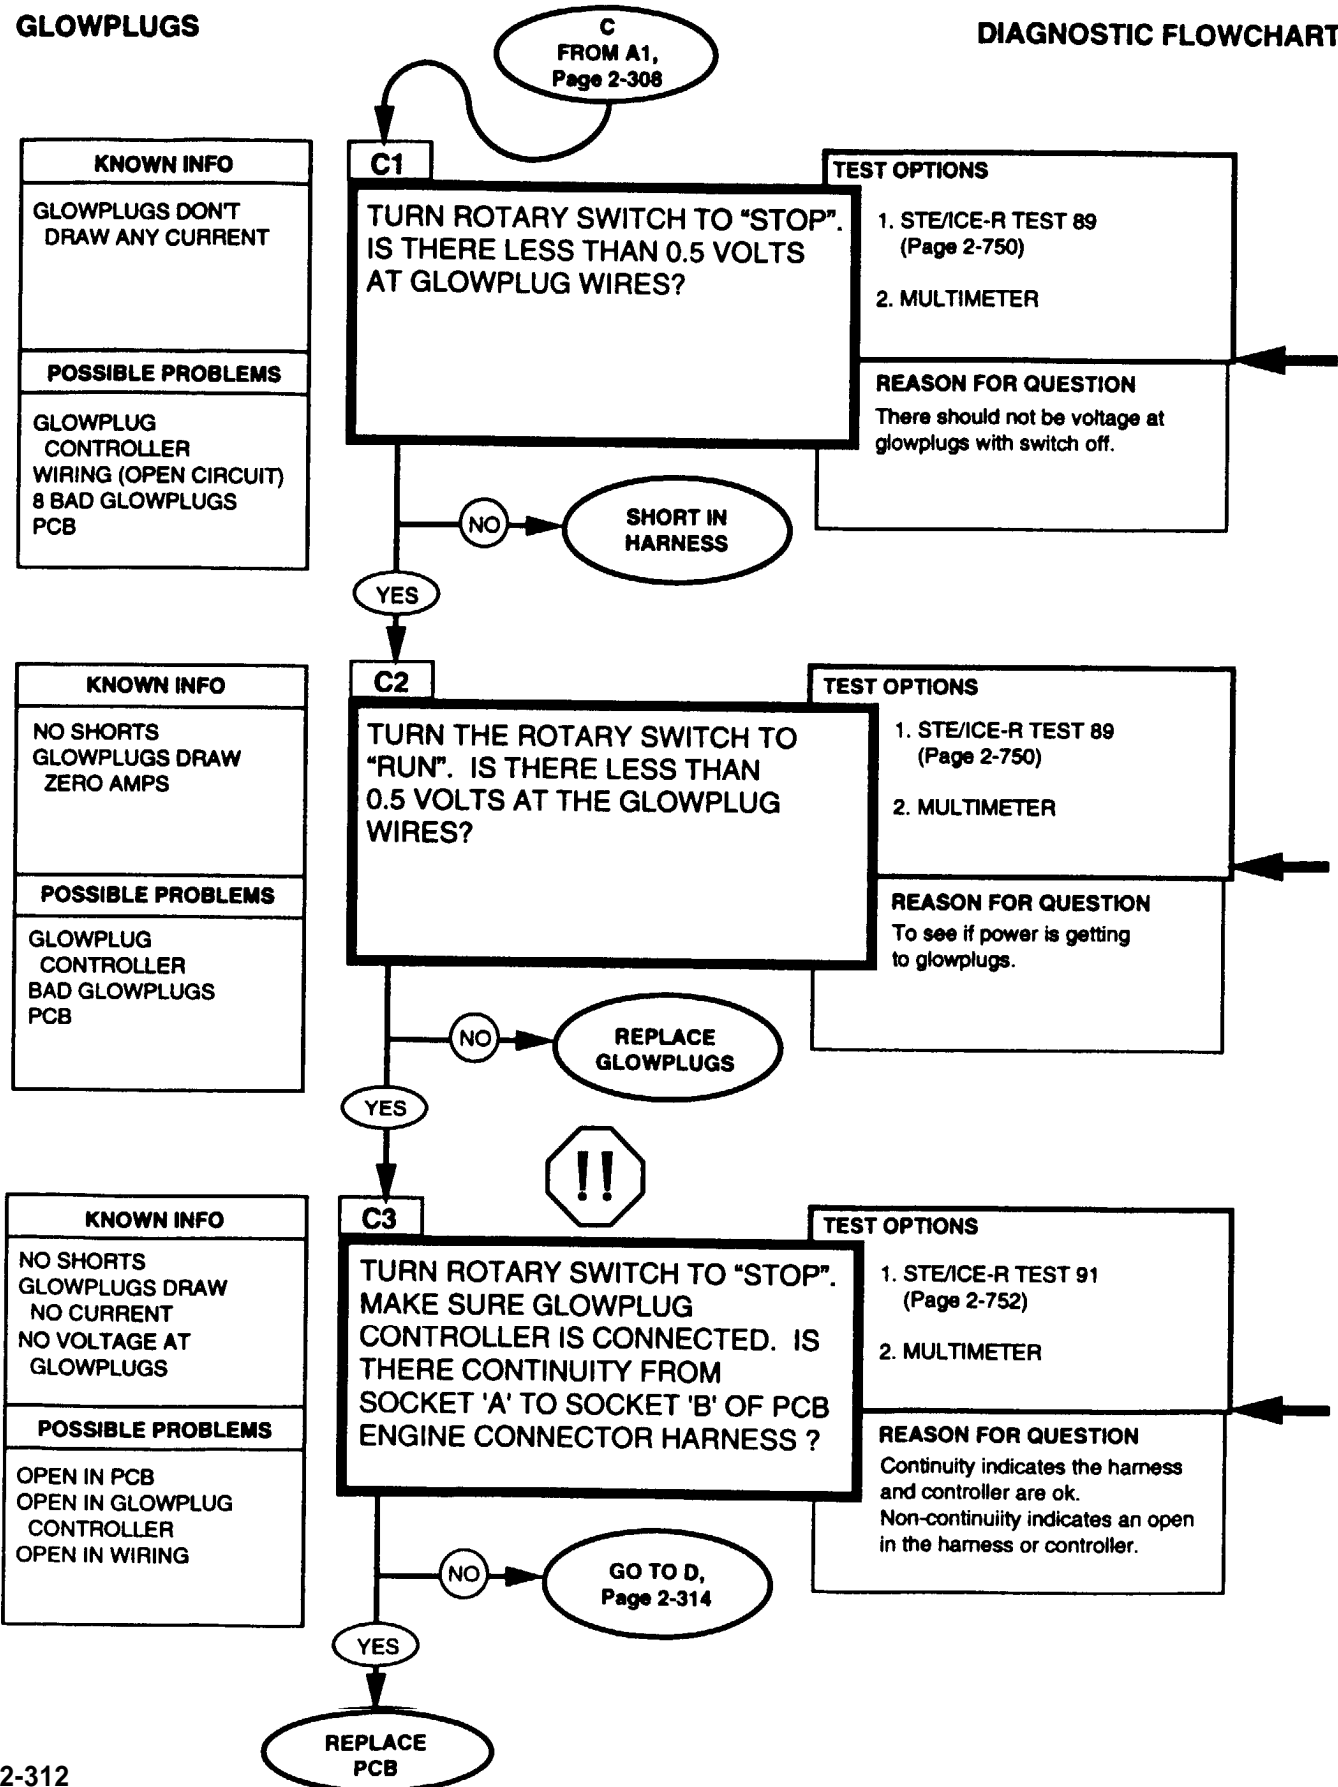 GLOWPLUGS
DIAGNOSTIC FLOWCHART
C
FROM A1,
Page 2-308
KNOWN INFO
GLOWPLUGS DON'T
DRAW ANY CURRENT
POSSIBLE PROBLEMS
GLOWPLUG
CONTROLLER
WIRING (OPEN CIRCUIT)
8 BAD GLOWPLUGS
PCB
C1
TURN ROTARY SWITCH TO “STOP”.
IS THERE LESS THAN 0.5 VOLTS
AT GLOWPLUG WIRES?
TEST OPTIONS
1. STE/ICE-R TEST 89
(Page 2-750)
2. MULTIMETER
REASON FOR QUESTION
There should not be voltage at
glowplugs with switch off.
NO
SHORT IN
HARNESS
YES
KNOWN INFO
NO SHORTS
GLOWPLUGS DRAW
ZERO AMPS
POSSIBLE PROBLEMS
GLOWPLUG
CONTROLLER
BAD GLOWPLUGS
PCB
C2
TURN THE ROTARY SWITCH TO
“RUN”. IS THERE LESS THAN
0.5 VOLTS AT THE GLOWPLUG
WIRES?
TEST OPTIONS
1. STE/ICE-R TEST 89
(Page 2-750)
2. MULTIMETER
REASON FOR QUESTION
To see if power is getting
to glowplugs.
NO
REPLACE
GLOWPLUGS
YES
!!
KNOWN INFO
NO SHORTS
GLOWPLUGS DRAW
NO CURRENT
NO VOLTAGE AT
GLOWPLUGS
POSSIBLE PROBLEMS
OPEN IN PCB
OPEN IN GLOWPLUG
CONTROLLER
OPEN IN WIRING
C3
TURN ROTARY SWITCH TO “STOP”.
MAKE SURE GLOWPLUG
CONTROLLER IS CONNECTED. IS
THERE CONTINUITY FROM
SOCKET 'A' TO SOCKET 'B' OF PCB
ENGINE CONNECTOR HARNESS ?
TEST OPTIONS
1. STE/ICE-R TEST 91
(Page 2-752)
2. MULTIMETER
REASON FOR QUESTION
Continuity indicates the harness
and controller are ok.
Non-continuiity indicates an open
in the harness or controller.
NO
GO TO D,
Page 2-314
YES
REPLACE
PCB
2-312